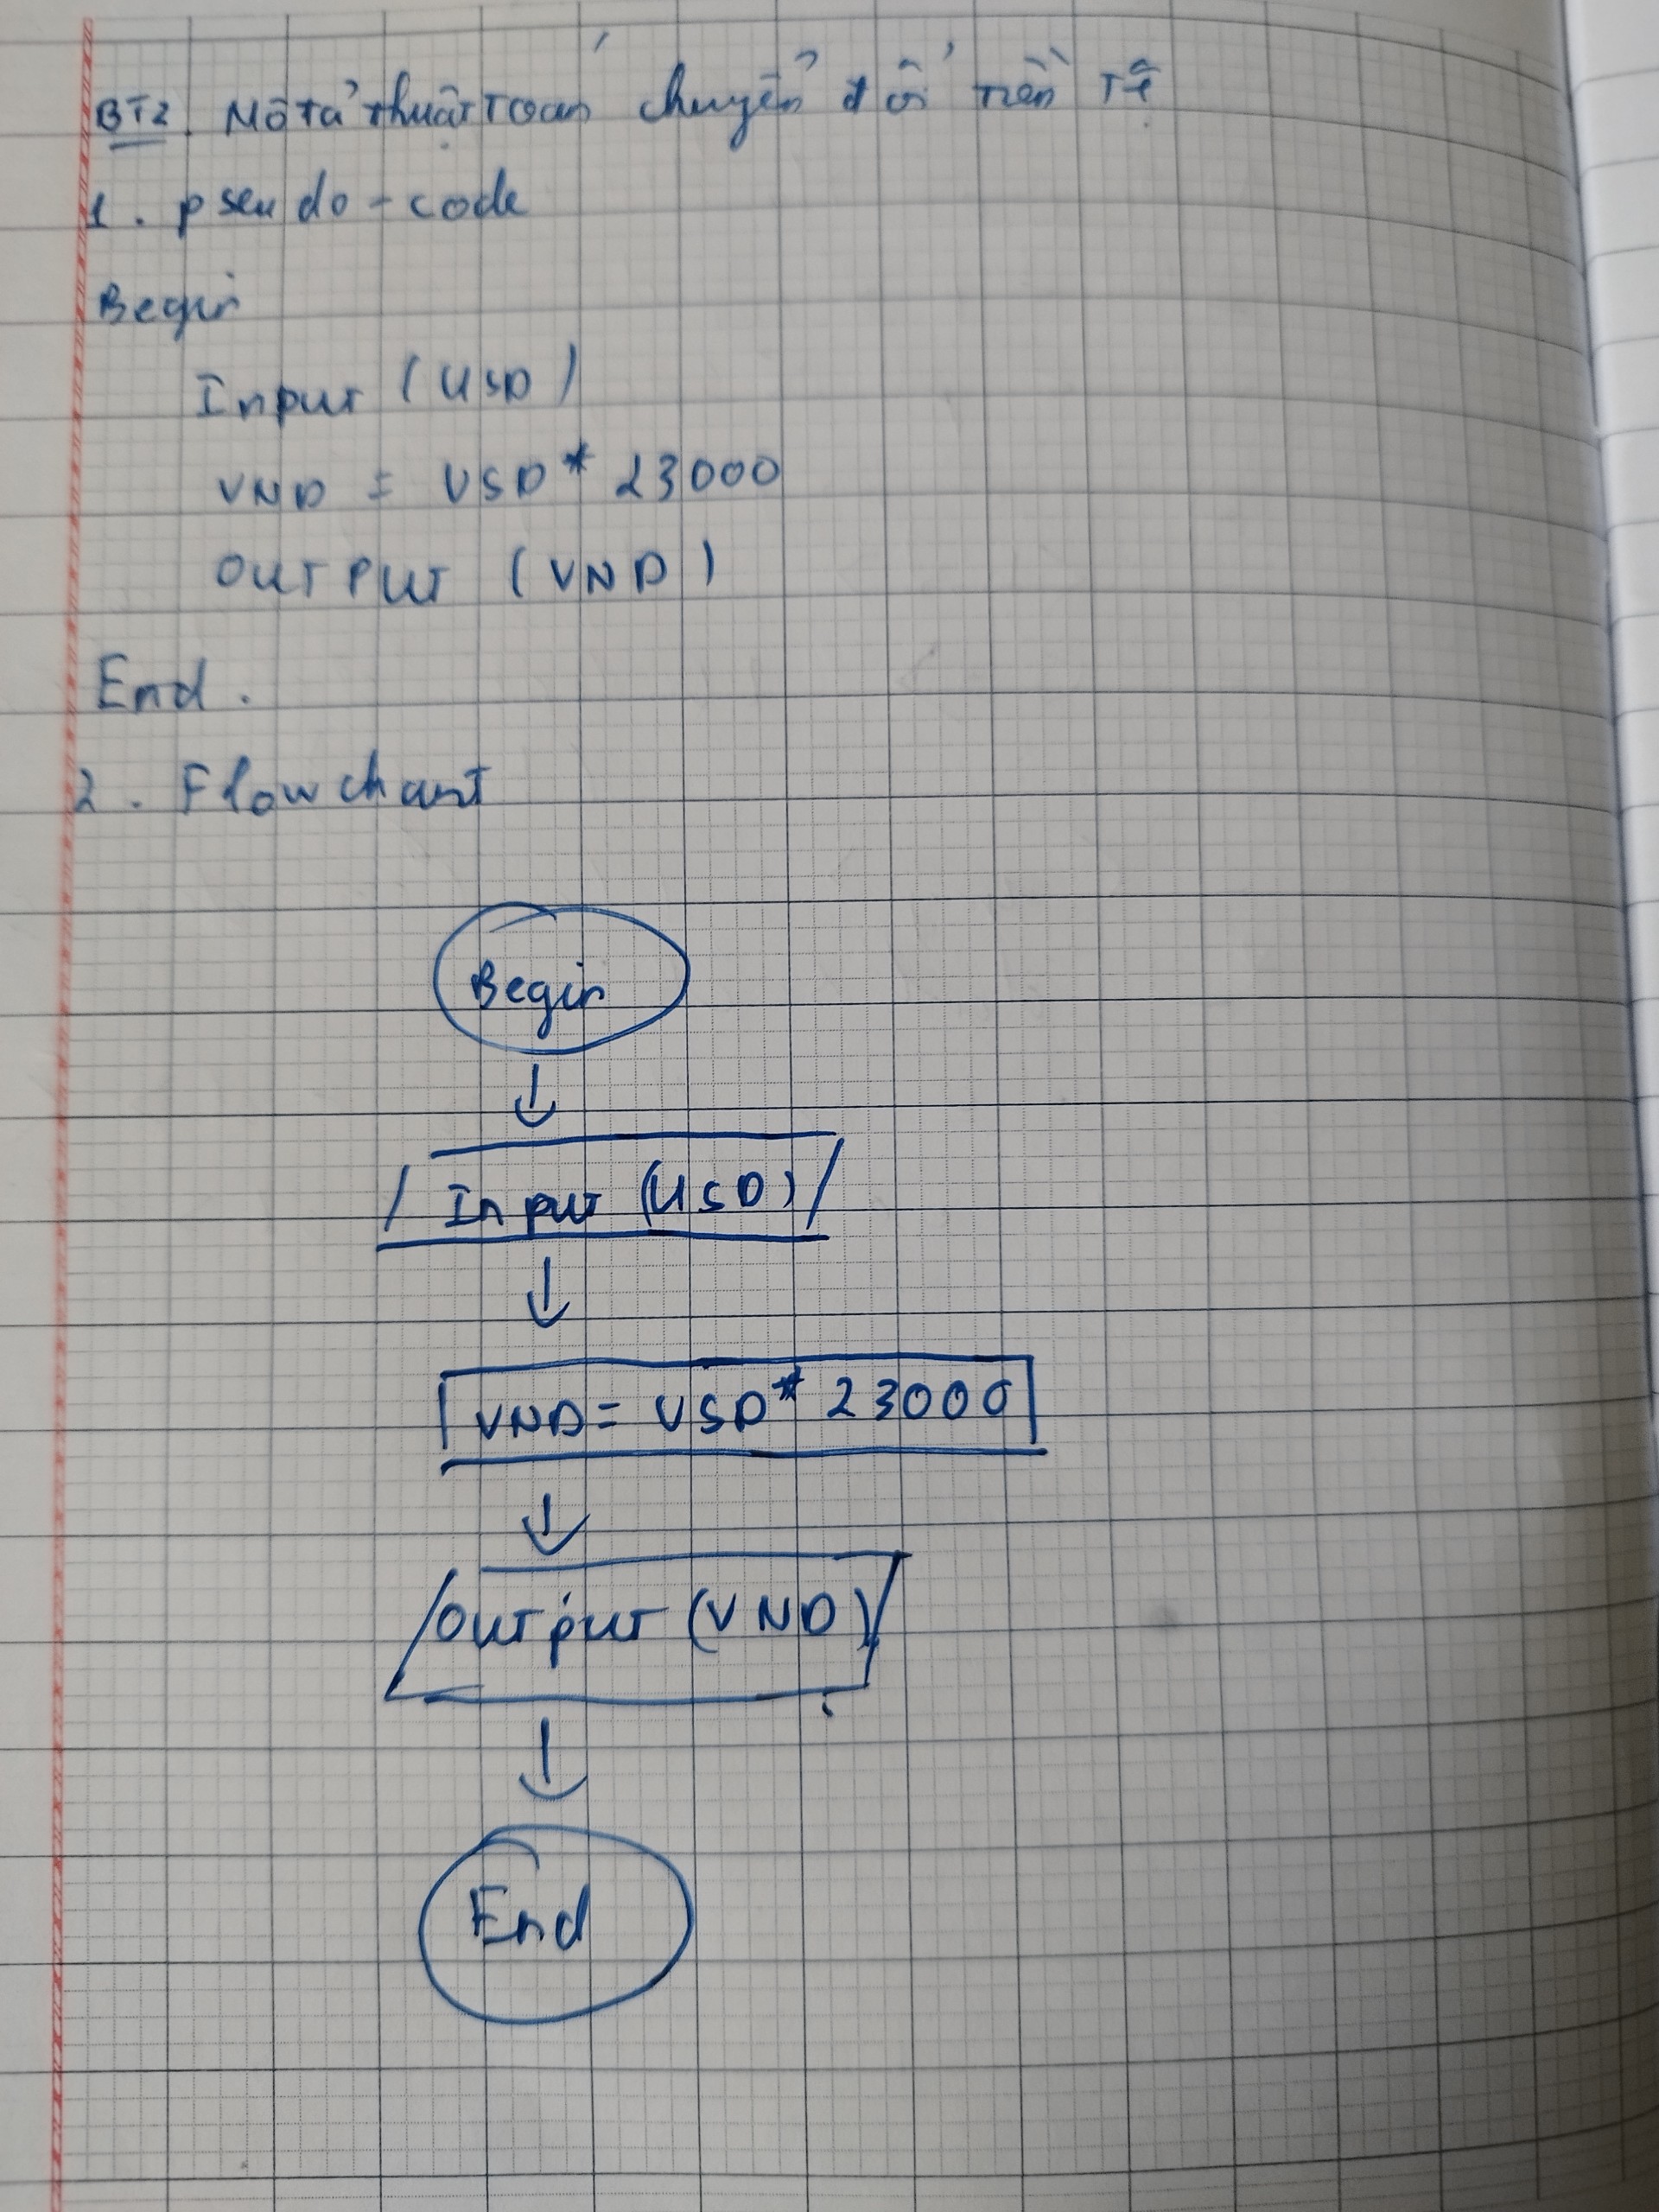 BT2. Mô tả thuật toán chuyển đổi tiền tệ
1. pseudo-code
Begin
Input (USD)
VND = USD * 23000
OUTPUT (VND)
End.
2. Flowchart
Begin
Input (USD)
VND = USD * 23000
Output (VND)
End